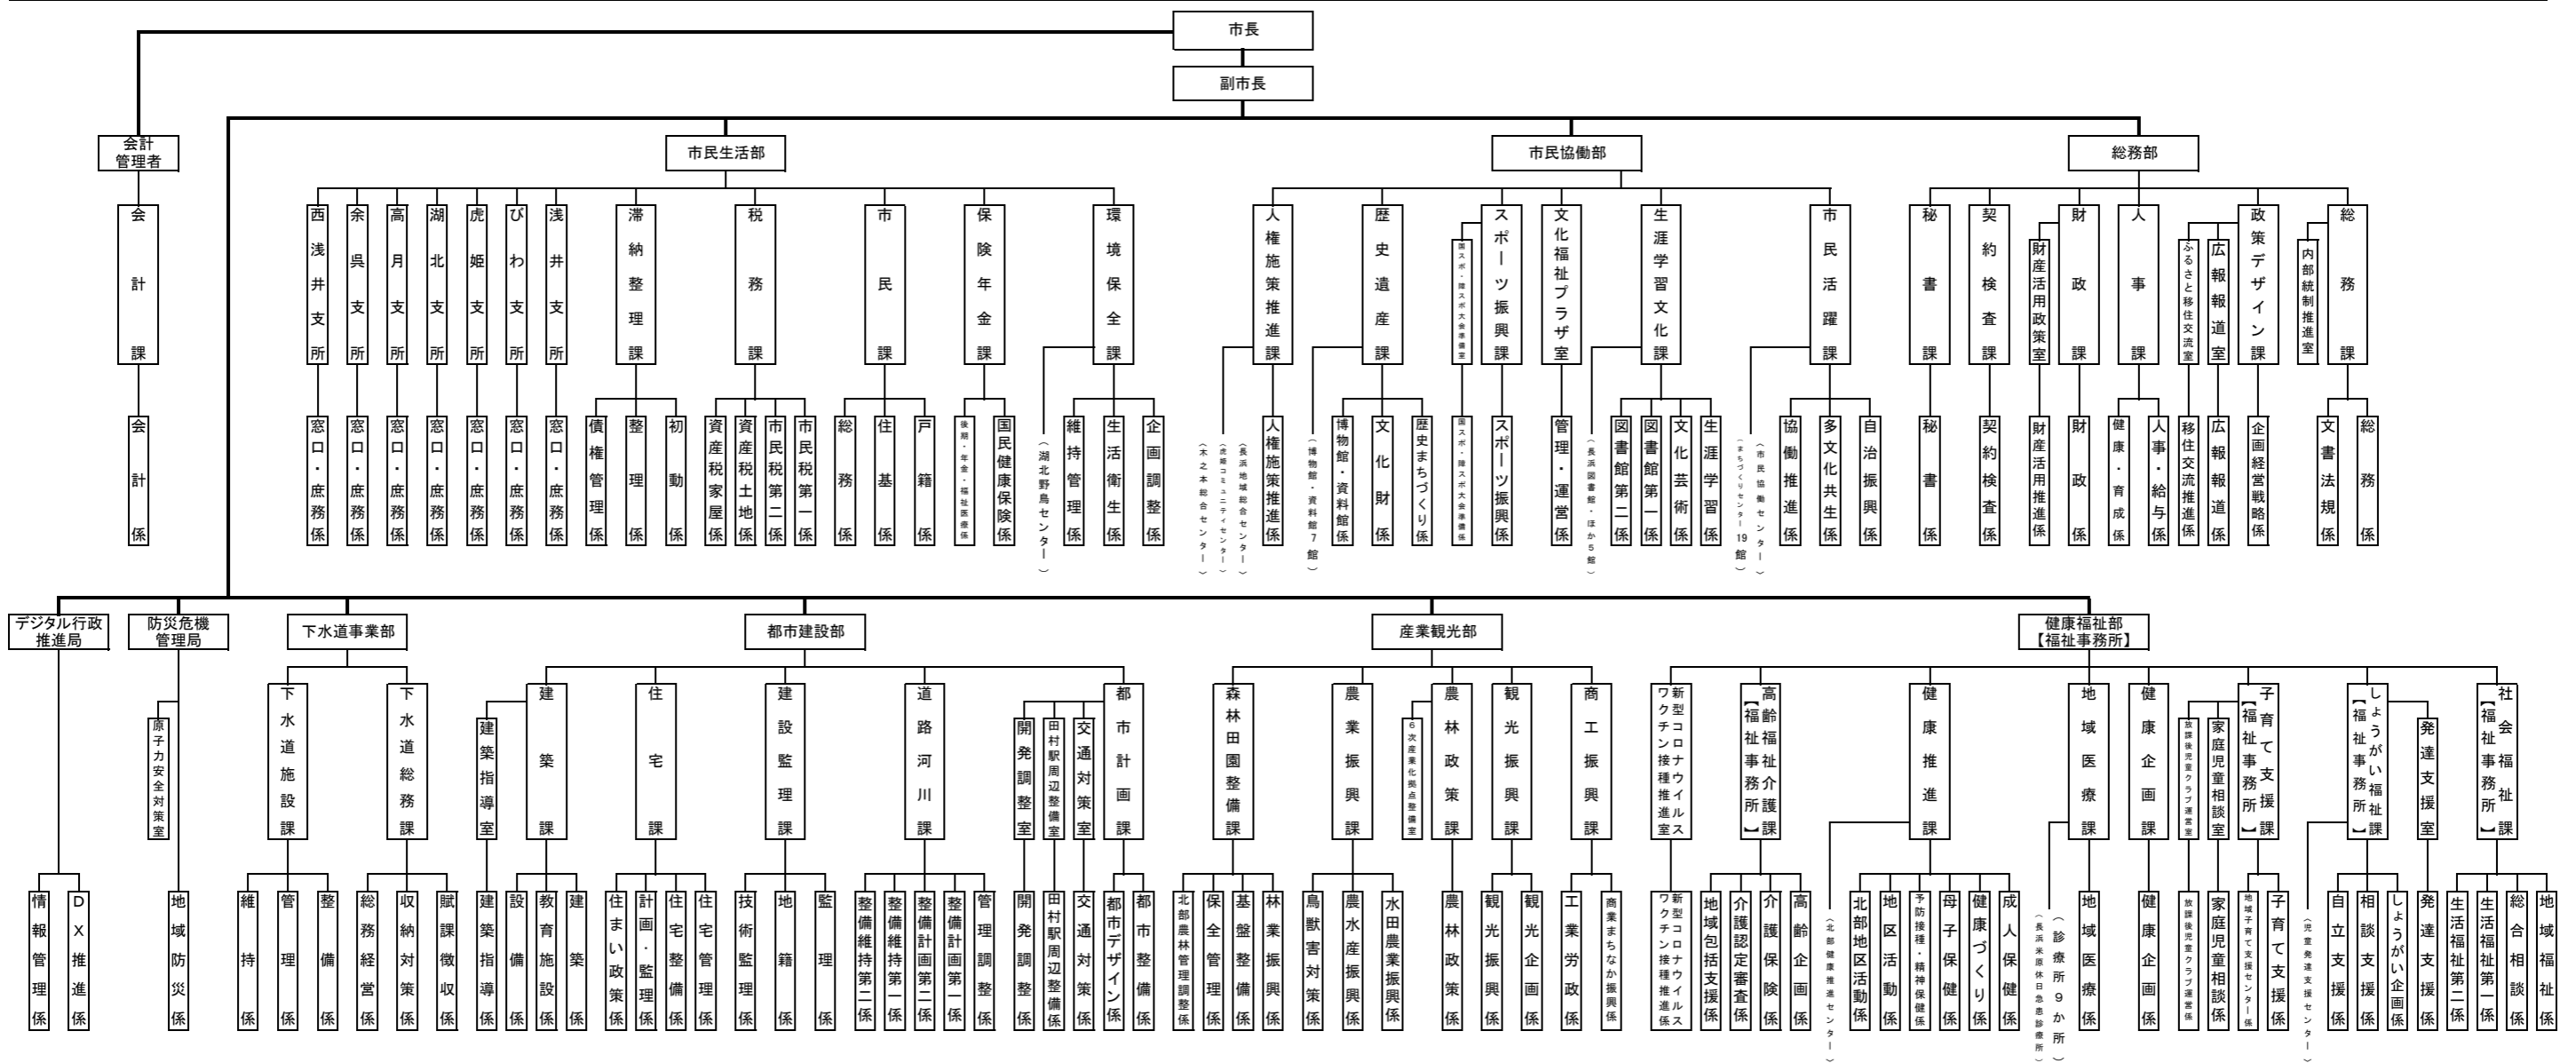 市長
副市長
会計
管理者
市民生活部
市民協働部
総務部
会計課
西浅井支所
余呉支所
高月支所
湖北支所
虎姫支所
びわ支所
浅井支所
滞納整理課
税務課
市民課
保険年金課
環境保全課
人権施策推進課
歴史遺産課
国スポ・障スポ大会準備室
スポーツ振興課
文化福祉プラザ室
生涯学習文化課
市民活躍課
秘書課
契約検査課
財産活用政策室
財政課
人事課
ふるさと移住交流室
広報報道室
政策デザイン課
内部統制推進室
総務課
会計係
窓口・庶務係
窓口・庶務係
窓口・庶務係
窓口・庶務係
窓口・庶務係
窓口・庶務係
窓口・庶務係
債権管理係
整理係
初動係
資産税家屋係
資産税土地係
市民税第二係
市民税第一係
総務係
住基係
戸籍係
後期・年金・福祉医療係
国民健康保険係
（湖北野鳥センター）
維持管理係
生活衛生係
企画調整係
（木之本総合センター）
（虎姫コミュニティセンター）
（長浜地域総合センター）
人権施策推進係
（博物館・資料館７館）
博物館・資料館係
文化財係
歴史まちづくり係
国スポ・障スポ大会準備係
スポーツ振興係
管理・運営係
（長浜図書館・ほか５館）
図書館第二係
図書館第一係
文化芸術係
生涯学習係
（まちづくりセンター19館）
（市民協働センター）
協働推進係
多文化共生係
自治振興係
秘書係
契約検査係
財産活用推進係
財政係
健康・育成係
人事・給与係
移住交流推進係
広報報道係
企画経営戦略係
文書法規係
総務係
デジタル行政
推進局
防災危機
管理局
下水道事業部
都市建設部
産業観光部
健康福祉部
【福祉事務所】
原子力安全対策室
下水道施設課
下水道総務課
建築指導室
建築課
住宅課
建設監理課
道路河川課
開発調整室
田村駅周辺整備室
交通対策室
都市計画課
森林田園整備課
農業振興課
６次産業化拠点整備室
農林政策課
観光振興課
商工振興課
新型コロナウイルス
ワクチン接種推進室
高齢福祉介護課
【福祉事務所】
健康推進課
地域医療課
健康企画課
放課後児童クラブ運営室
家庭児童相談室
子育て支援課
【福祉事務所】
しょうがい福祉課
【福祉事務所】
発達支援室
社会福祉課
【福祉事務所】
情報管理係
ＤＸ推進係
地域防災係
維持係
管理係
整備係
総務経営係
収納対策係
賦課徴収係
建築指導係
設備係
教育施設係
建築係
住まい政策係
計画・監理係
住宅整備係
住宅管理係
技術監理係
地籍係
監理係
整備維持第二係
整備維持第一係
整備計画第二係
整備計画第一係
管理調整係
開発調整係
田村駅周辺整備係
交通対策係
都市デザイン係
都市整備係
北部農林管理調整係
保全管理係
基盤整備係
林業振興係
鳥獣害対策係
農水産振興係
水田農業振興係
農林政策係
観光振興係
観光企画係
工業労政係
商業まちなか振興係
新型コロナウイルス
ワクチン接種推進係
地域包括支援係
介護認定審査係
介護保険係
高齢企画係
（北部健康推進センター）
北部地区活動係
地区活動係
予防接種・精神保健係
母子保健係
健康づくり係
成人保健係
（長浜米原休日急患診療所）
（診療所９か所）
地域医療係
健康企画係
放課後児童クラブ運営係
家庭児童相談係
地域子育て支援センター係
子育て支援係
（児童発達支援センター）
自立支援係
相談支援係
しょうがい企画係
発達支援係
生活福祉第二係
生活福祉第一係
総合相談係
地域福祉係